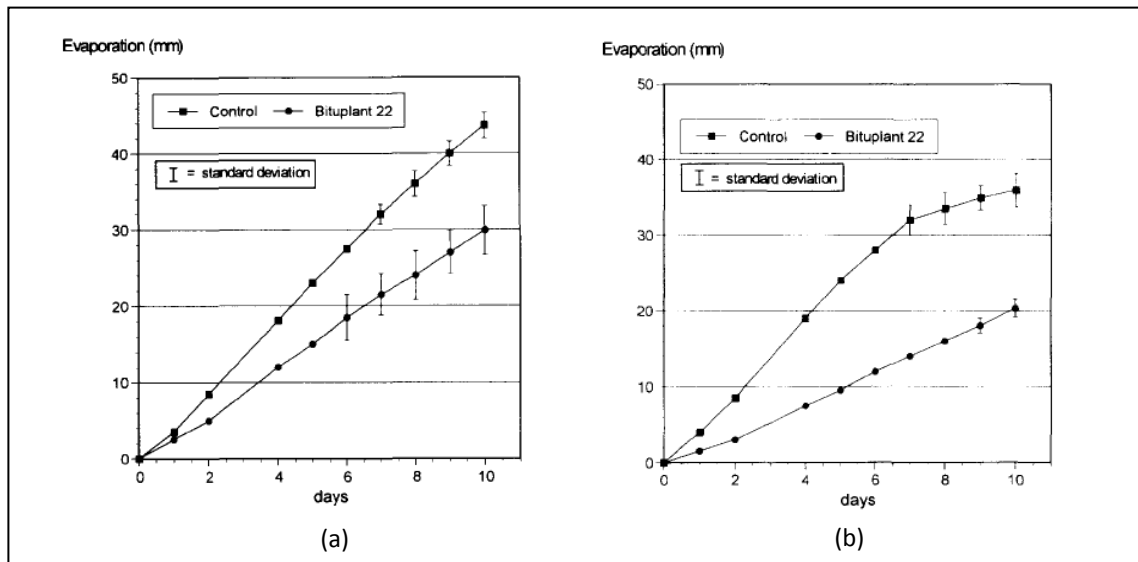 Evaporation (mm)
50
40
30
20
10
0
Control Bituplant 22
I = standard deviation
0 2 4 6 8 10
days
(a)
Evaporation (mm)
50
40
30
20
10
0
Control Bituplant 22
I = standard deviation
0 2 4 6 8 10
days
(b)